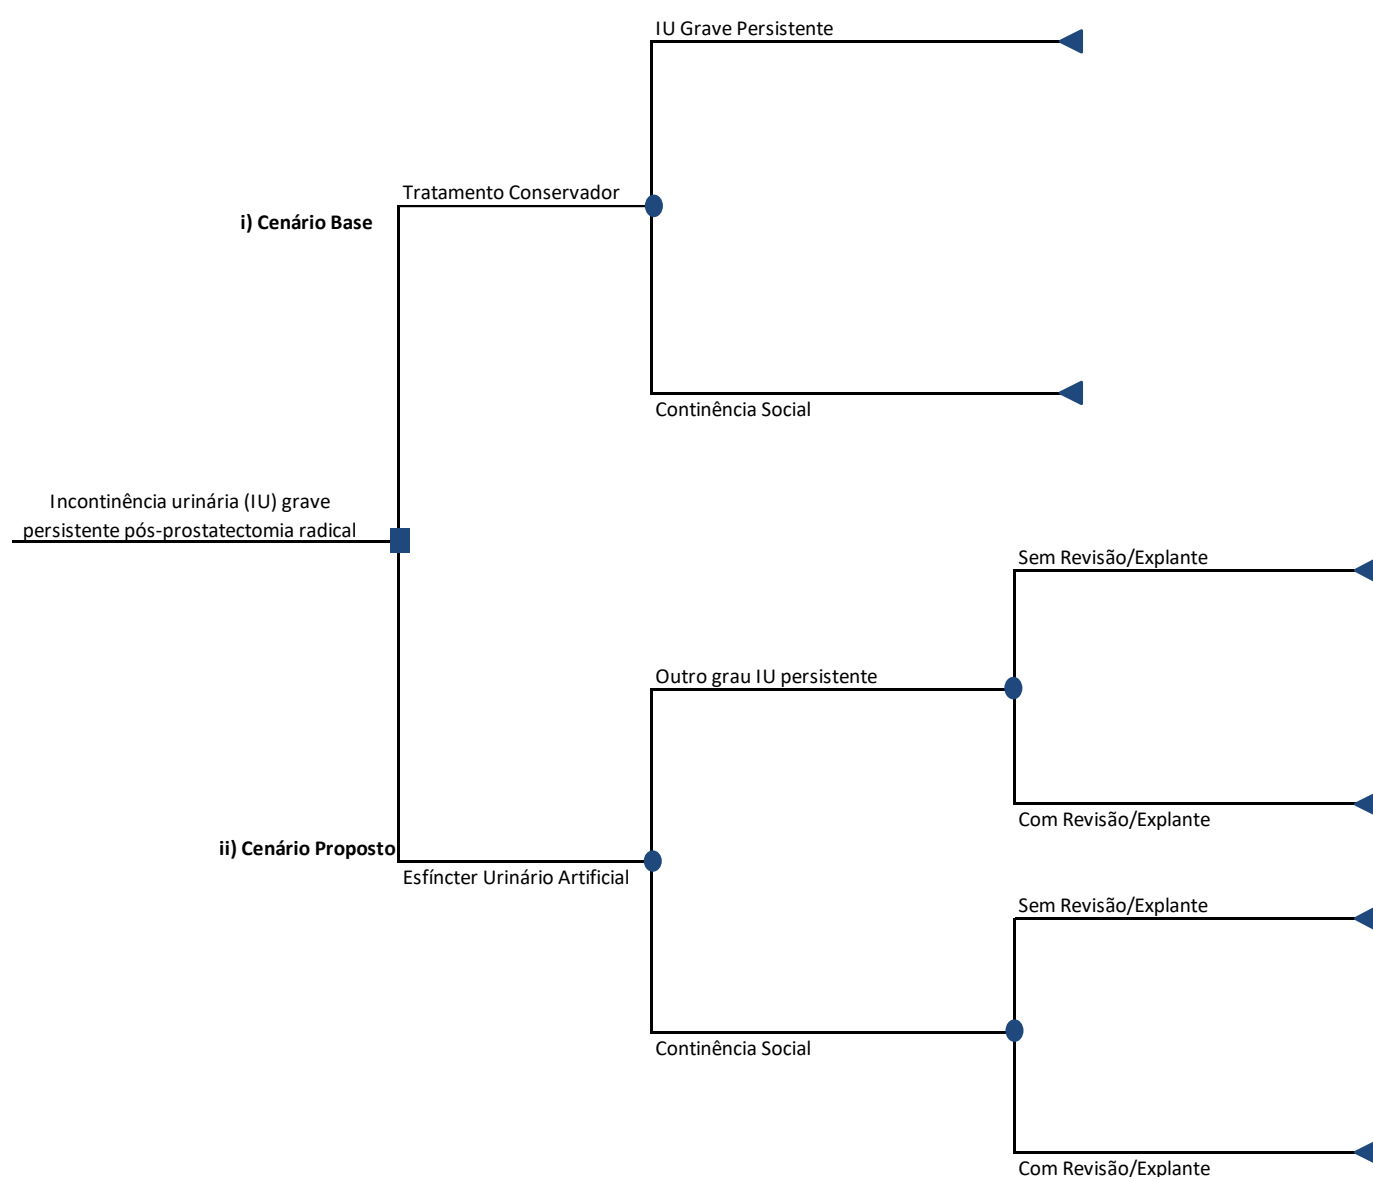 IU Grave Persistente
Tratamento Conservador
i) Cenário Base
Continência Social
Incontinência urinária (IU) grave
persistente pós-prostatectomia radical
Sem Revisão/Explante
Outro grau IU persistente
Com Revisão/Explante
ii) Cenário Proposto
Esfíncter Urinário Artificial
Sem Revisão/Explante
Continência Social
Com Revisão/Explante